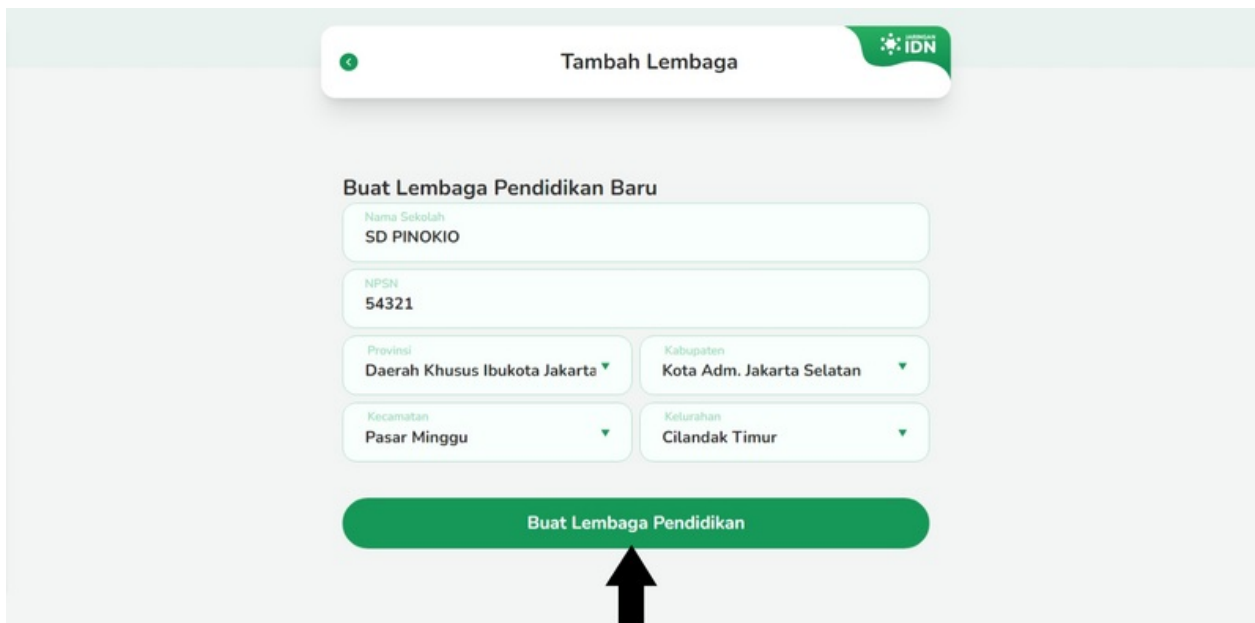 Tambah Lembaga
JARINGAN
IDN
Buat Lembaga Pendidikan Baru
Nama Sekolah
SD PINOKIO
NPSN
54321
Provinsi
Daerah Khusus Ibukota Jakarta
Kabupaten
Kota Adm. Jakarta Selatan
Kecamatan
Pasar Minggu
Kelurahan
Cilandak Timur
Buat Lembaga Pendidikan